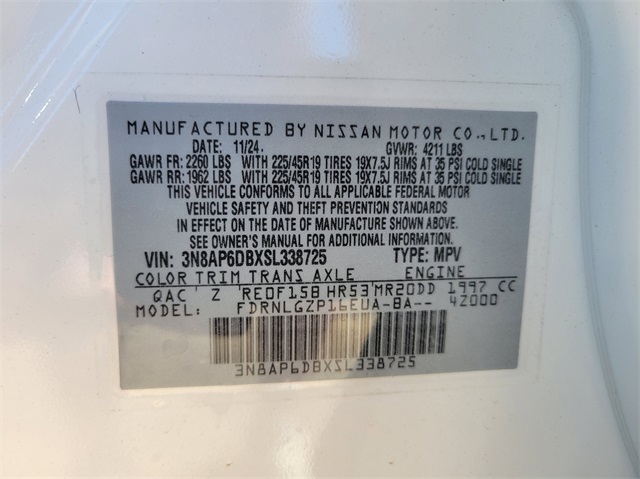 MANUFACTURED BY NISSAN MOTOR CO., LTD.
DATE: 11/24. GVWR: 4211 LBS
GAWR FR: 2260 LBS WITH 225/45R19 TIRES 19X7.5J RIMS AT 35 PSI COLD SINGLE
GAWR RR: 1962 LBS WITH 225/45R19 TIRES 19X7.5J RIMS AT 35 PSI COLD SINGLE
THIS VEHICLE CONFORMS TO ALL APPLICABLE FEDERAL MOTOR
VEHICLE SAFETY AND THEFT PREVENTION STANDARDS
IN EFFECT ON THE DATE OF MANUFACTURE SHOWN ABOVE.
SEE OWNER'S MANUAL FOR ADDITIONAL INFORMATION.
VIN: 3N8AP6DBXSL338725 TYPE: MPV
COLOR TRIM TRANS AXLE ENGINE
QAC Z RE0F15B HR53 MR20DD 1997 CC
MODEL: FDRNLGZP16EUA-BA-- 4Z000
3N8AP6DBXSL338725